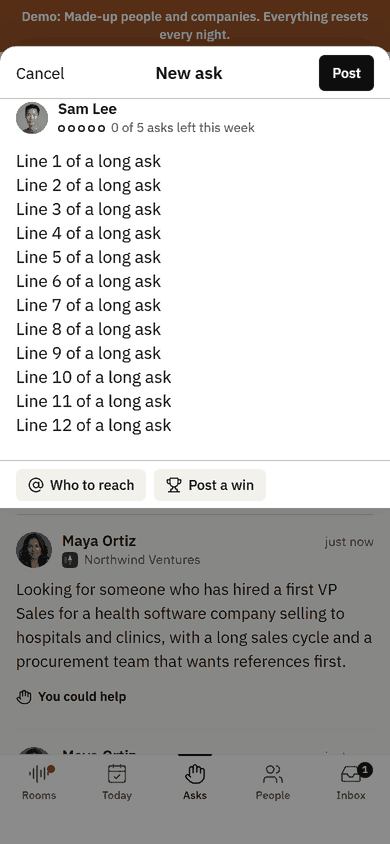 Demo: Made-up people and companies. Everything resets
every night.
Cancel
New ask
Post
Sam Lee
0 of 5 asks left this week
Line 1 of a long ask
Line 2 of a long ask
Line 3 of a long ask
Line 4 of a long ask
Line 5 of a long ask
Line 6 of a long ask
Line 7 of a long ask
Line 8 of a long ask
Line 9 of a long ask
Line 10 of a long ask
Line 11 of a long ask
Line 12 of a long ask
Who to reach
Post a win
Maya Ortiz
just now
Northwind Ventures
Looking for someone who has hired a first VP
Sales for a health software company selling to
hospitals and clinics, with a long sales cycle and a
procurement team that wants references first.
You could help
Maya Ortiz
Rooms
Today
Asks
People
Inbox
1